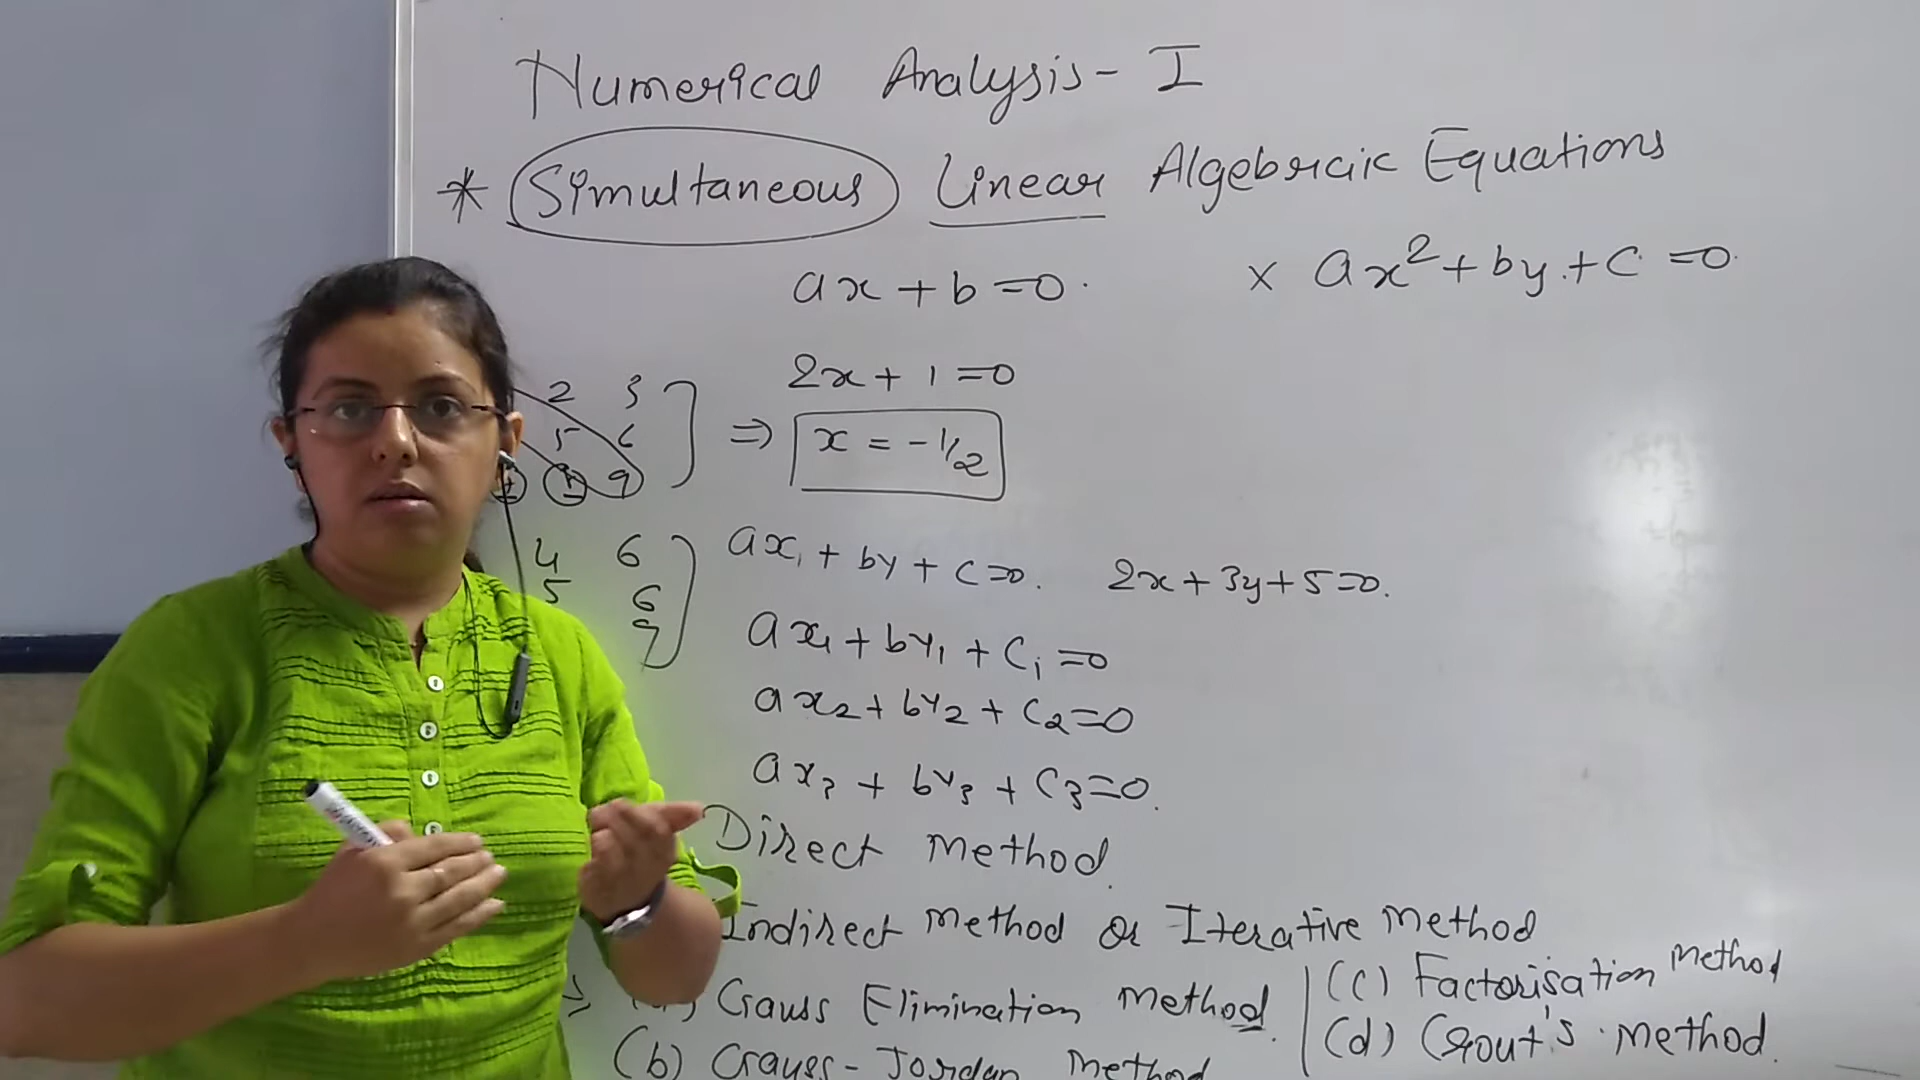 Numerical Analysis - I
* Simultaneous Linear Algebraic Equations
ax + b = 0.
x ax² + by + c = 0.
2 3
5 6
9
2x + 1 = 0
⇒ x = -1/2
4 6
5 6
9
ax₁ + by + c = 0.
2x + 3y + 5 = 0.
ax₁ + by₁ + c₁ = 0
ax₂ + by₂ + c₂ = 0
ax₃ + by₃ + c₃ = 0.
Direct Method.
Indirect Method or Iterative Method
Gauss Elimination Method.
(b) Gauss - Jordan Method
(c) Factorisation Method
(d) Crout's Method.